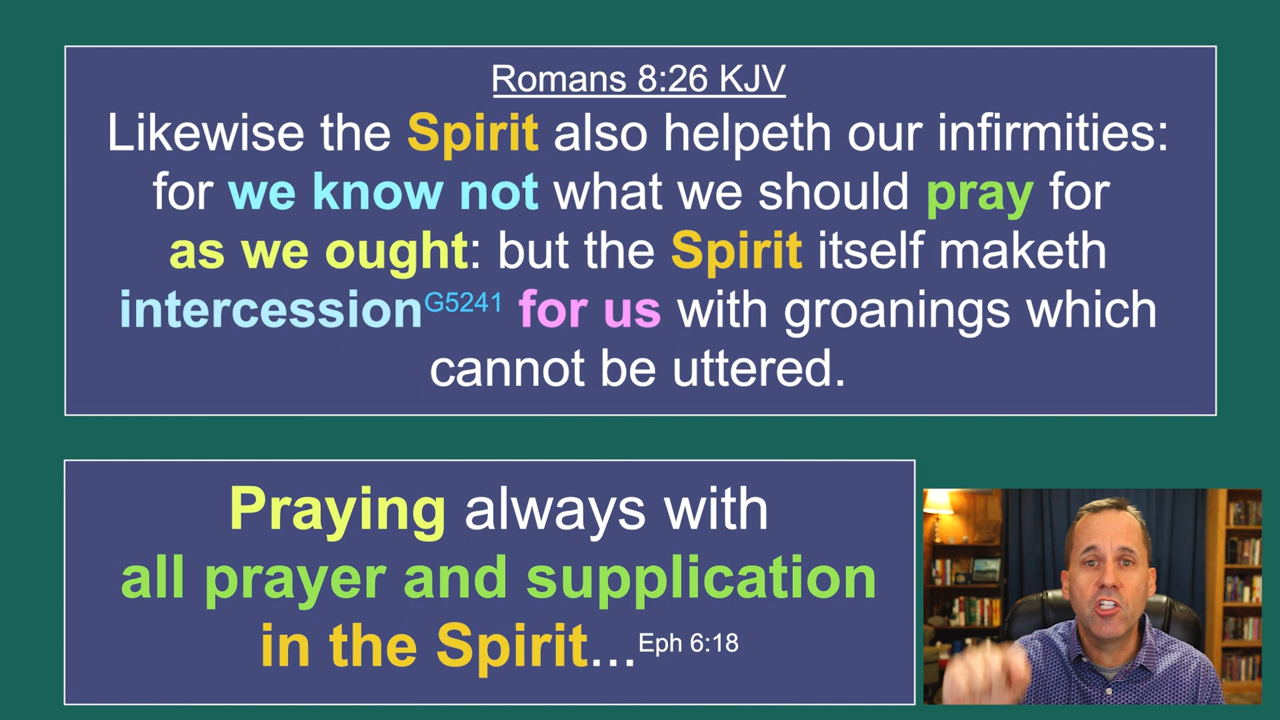 Romans 8:26 KJV
Likewise the Spirit also helpeth our infirmities:
for we know not what we should pray for
as we ought: but the Spirit itself maketh
intercession G5241 for us with groanings which
cannot be uttered.
Praying always with
all prayer and supplication
in the Spirit... Eph 6:18